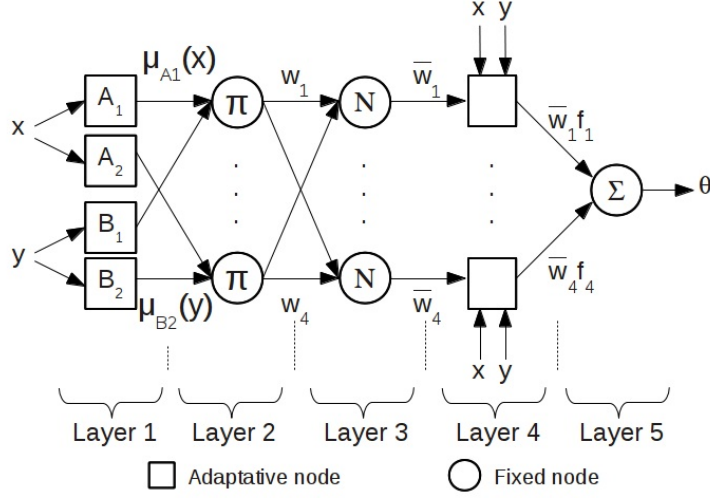 x y
μA1(x) w1 w̅1
A1 π N w̅1f1
x
A2
Σ θ
B1
y
B2 π N w̅4f4
μB2(y) w4 w̅4
x y
Layer 1 Layer 2 Layer 3 Layer 4 Layer 5
Adaptative node Fixed node